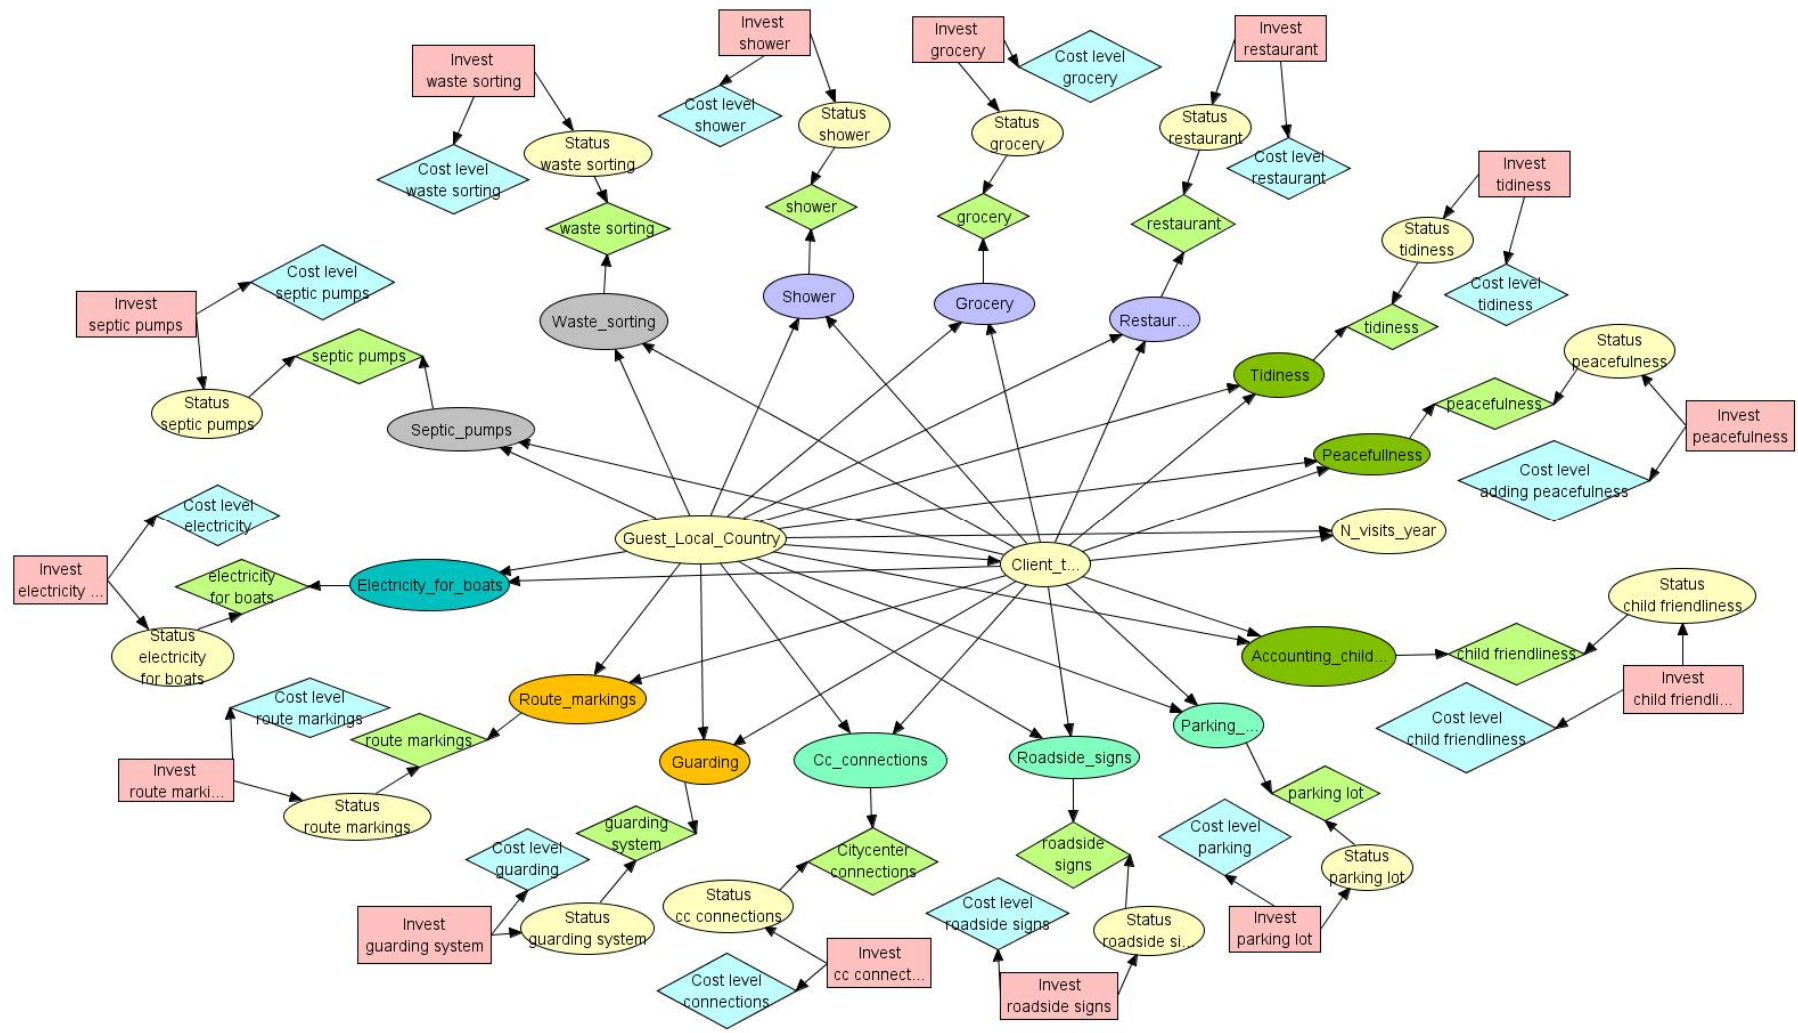 Invest
shower
Invest
grocery
Invest
restaurant
Invest
waste sorting
Cost level
grocery
Cost level
shower
Status
shower
Status
grocery
Status
restaurant
Status
waste sorting
Cost level
waste sorting
Cost level
restaurant
Invest
tidiness
shower
grocery
restaurant
waste sorting
Status
tidiness
Cost level
septic pumps
Invest
septic pumps
Shower
Grocery
Restaur...
Waste_sorting
Cost level
tidiness
tidiness
septic pumps
Status
peacefulness
Tidiness
Status
septic pumps
Septic_pumps
peacefulness
Invest
peacefulness
Peacefullness
Cost level
adding peacefulness
Cost level
electricity
Guest_Local_Country
N_visits_year
Client_t...
Invest
electricity ...
electricity
for boats
Electricity_for_boats
Status
child friendliness
Status
electricity
for boats
Accounting_child...
child friendliness
Invest
child friendli...
Cost level
route markings
Route_markings
route markings
Parking_...
Cost level
child friendliness
Invest
route marki...
Guarding
Cc_connections
Roadside_signs
parking lot
Status
route markings
guarding
system
Cost level
parking
Cost level
guarding
Citycenter
connections
roadside
signs
Status
parking lot
Invest
guarding system
Status
guarding system
Status
cc connections
Cost level
roadside signs
Status
roadside si...
Invest
parking lot
Invest
cc connect...
Cost level
connections
Invest
roadside signs